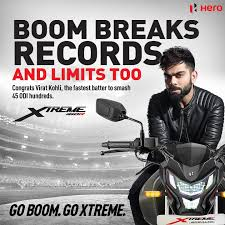 Hero
BOOM BREAKS
RECORDS
AND LIMITS TOO
Congrats Virat Kohli, the fastest batter to smash
45 ODI hundreds.
XTREME
GO BOOM. GO XTREME.
XTREME